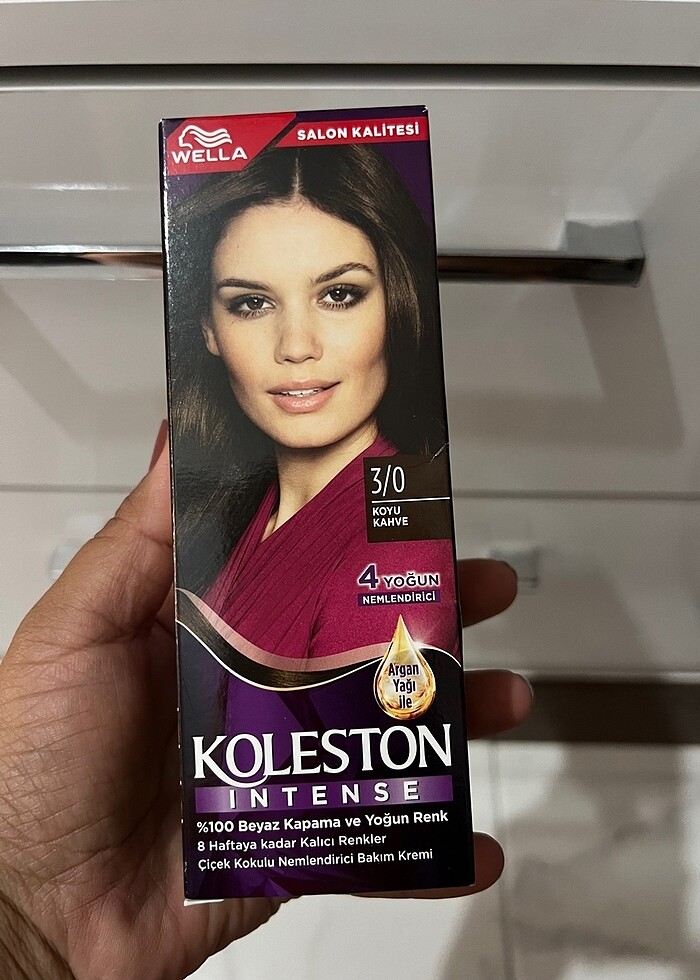 WELLA
SALON KALİTESİ
3/0
KOYU
KAHVE
4 YOĞUN
NEMLENDİRİCİ
Argan
Yağı
ile
KOLESTON
INTENSE
%100 Beyaz Kapama ve Yoğun Renk
8 Haftaya kadar Kalıcı Renkler
Çiçek Kokulu Nemlendirici Bakım Kremi